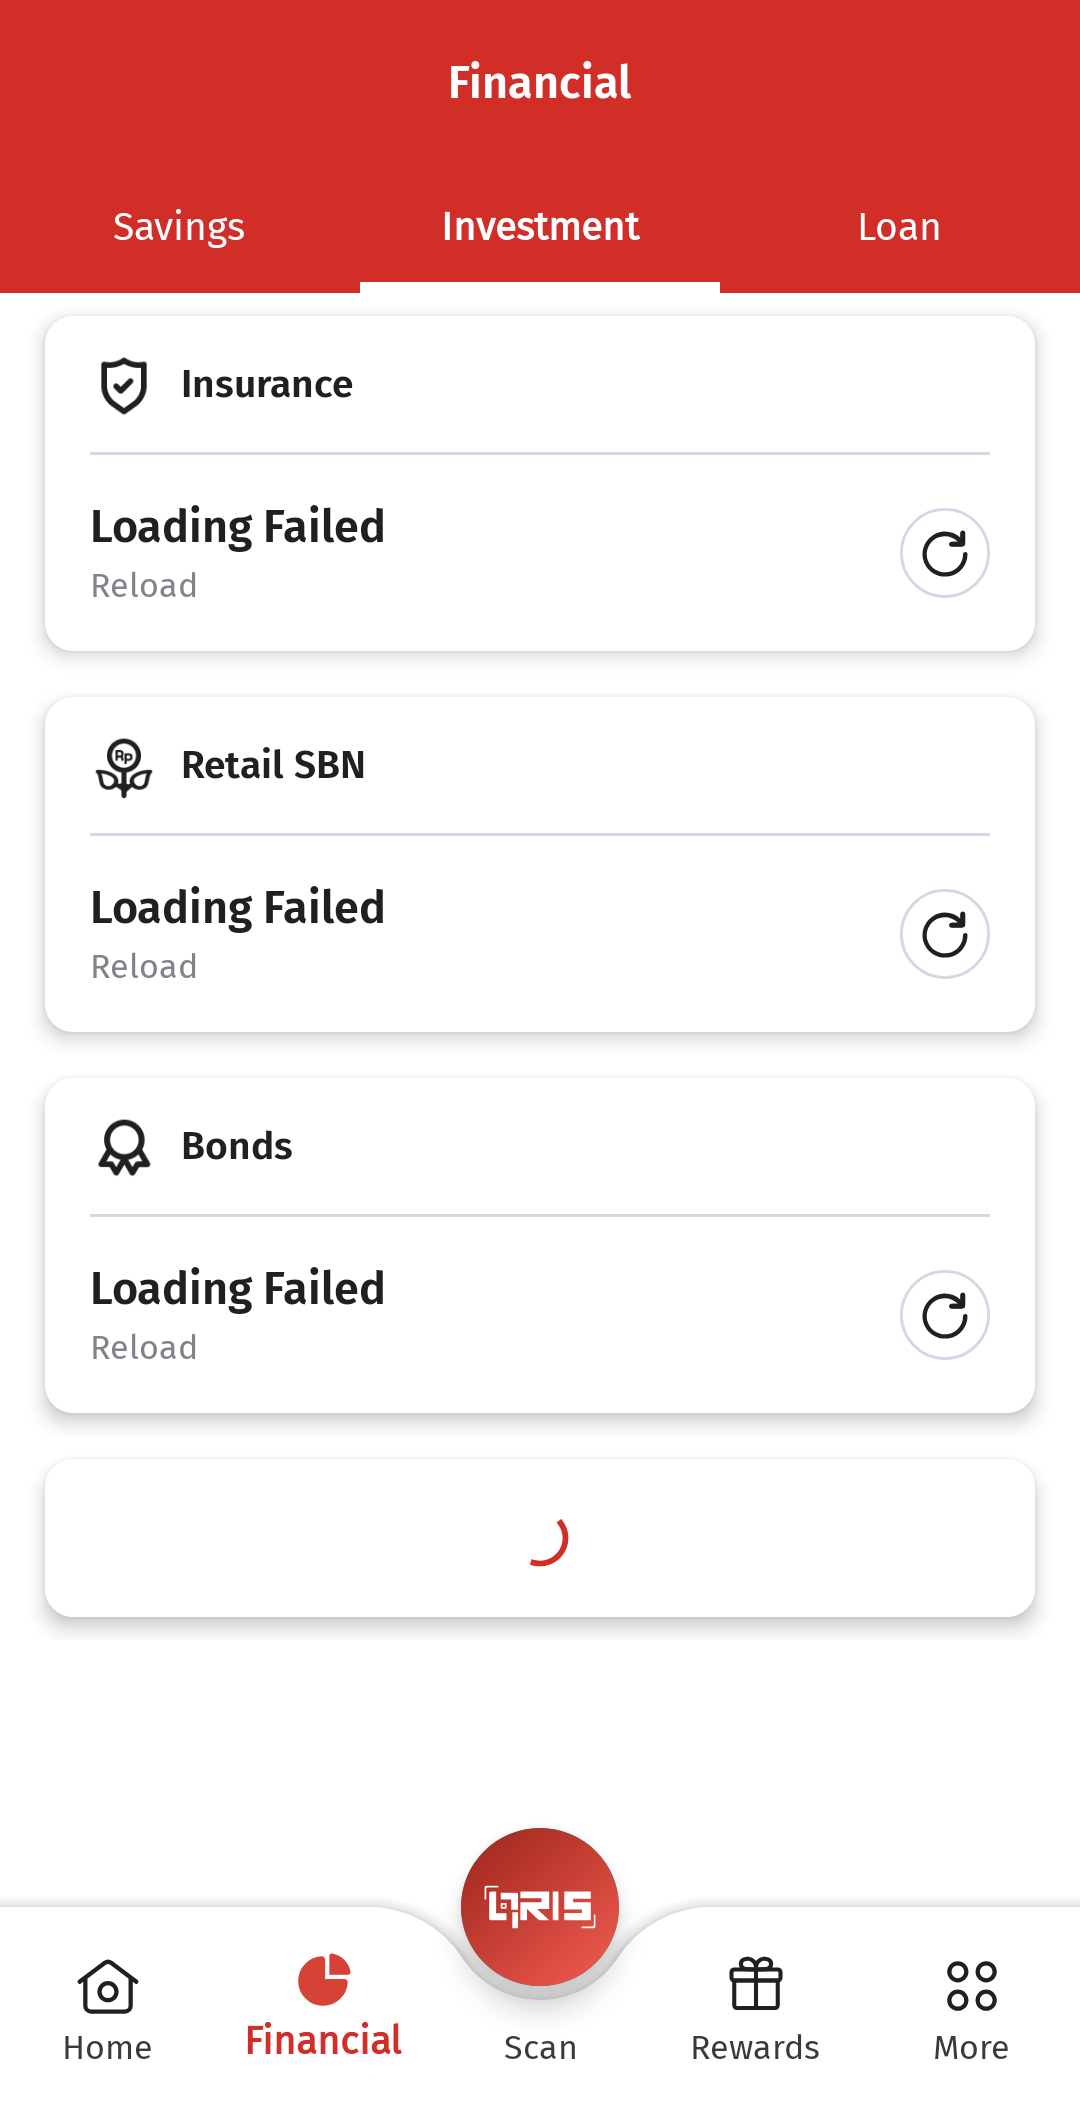 Financial
Savings
Investment
Loan
Insurance
Loading Failed
Reload
Rp
Retail SBN
Loading Failed
Reload
Bonds
Loading Failed
Reload
QRIS
Home
Financial
Scan
Rewards
More